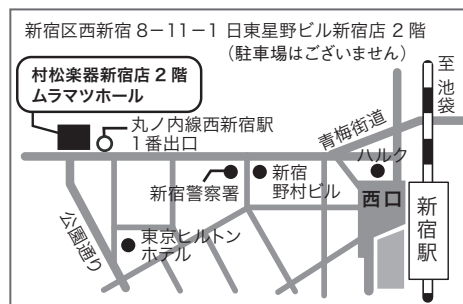 新宿区西新宿8−11−1 日東星野ビル新宿店2階
（駐車場はございません）
村松楽器新宿店2階
ムラマツホール
丸ノ内線西新宿駅
1番出口
青梅街道
至池袋
新宿警察署
新宿
野村ビル
ハルク
西口
新宿駅
公園通り
東京ヒルトン
ホテル